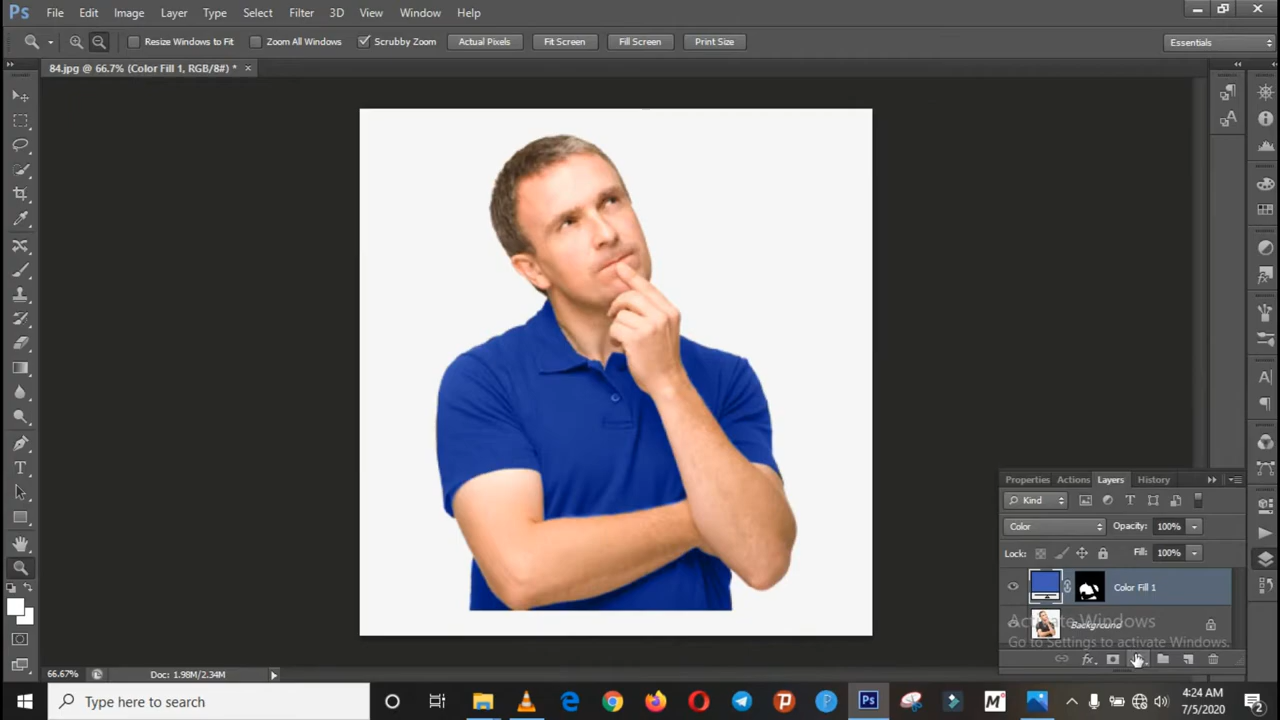 Ps File Edit Image Layer Type Select Filter 3D View Window Help
Resize Windows to Fit Zoom All Windows Scrubby Zoom Actual Pixels Fit Screen Fill Screen Print Size Essentials
84.jpg @ 66.7% (Color Fill 1, RGB/8#) * ×
Properties Actions Layers History
Kind
Color Opacity: 100%
Lock: Fill: 100%
Color Fill 1
Activate Windows
Background
Go to Settings to activate Windows.
66.67% Doc: 1.98M/2.34M
Type here to search
4:24 AM
7/5/2020